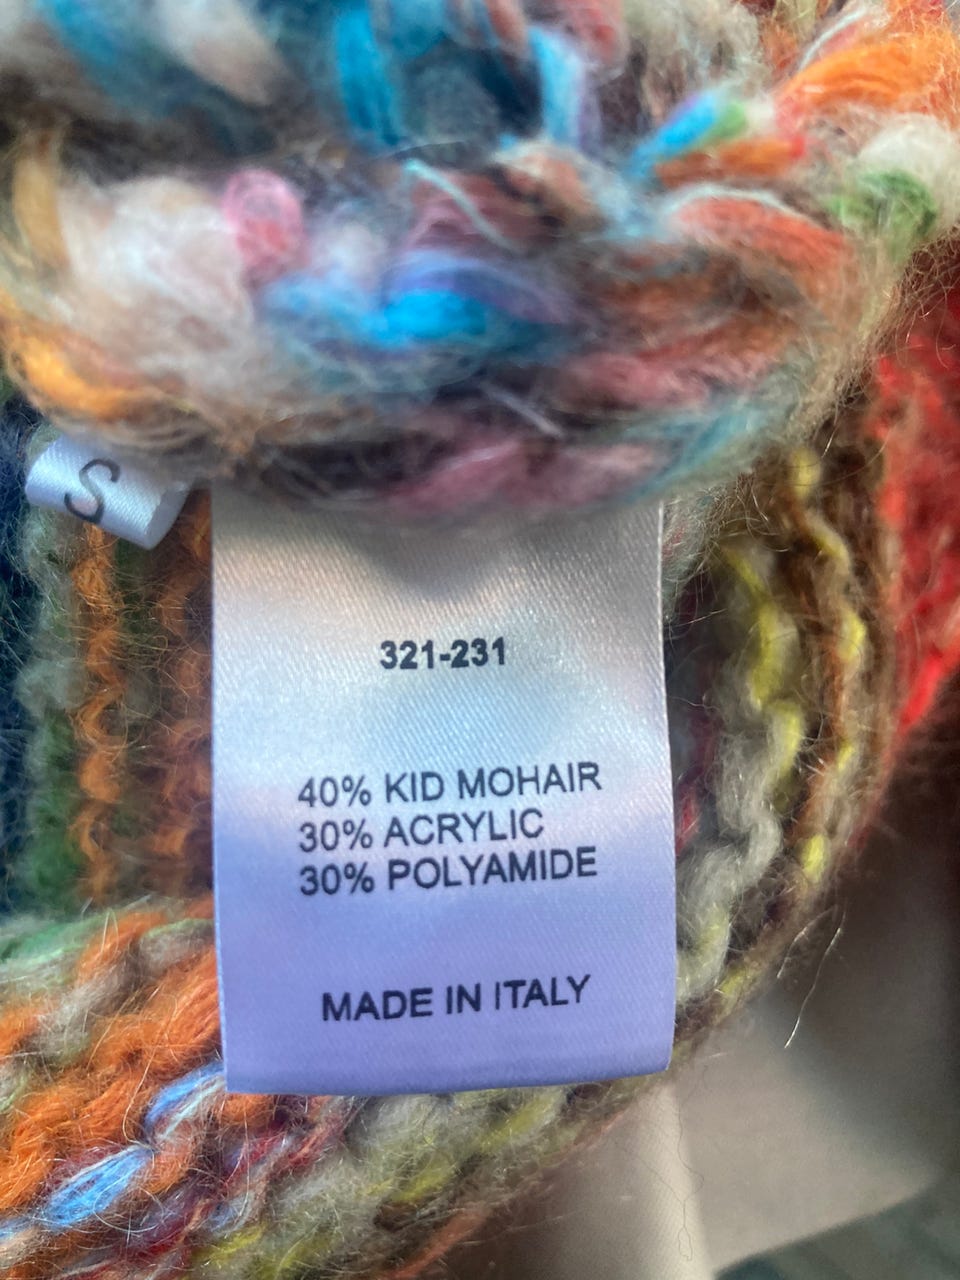 S
321-231
40% KID MOHAIR
30% ACRYLIC
30% POLYAMIDE
MADE IN ITALY